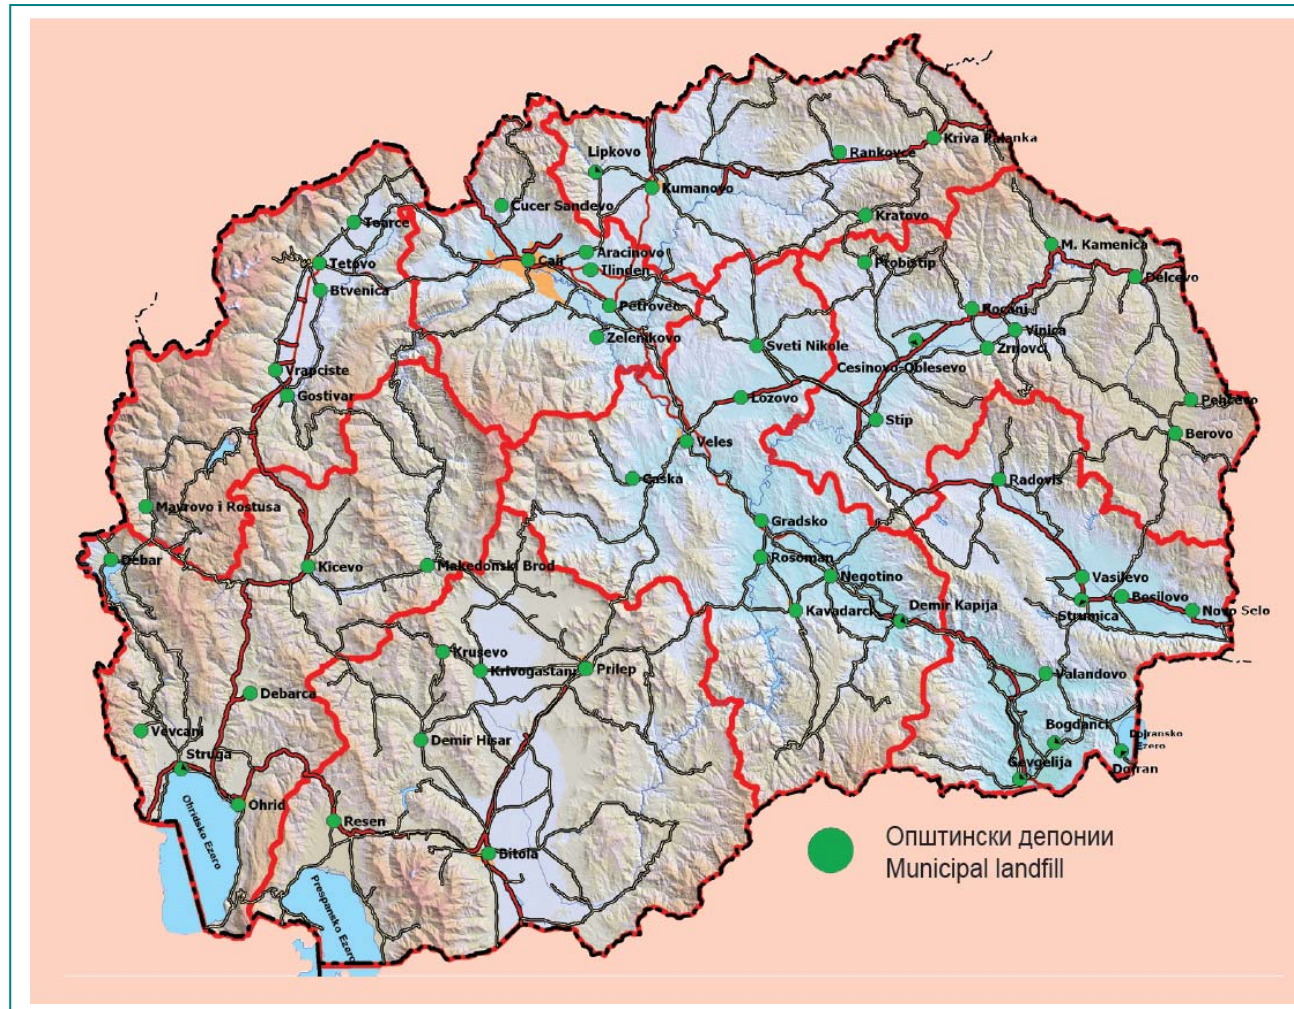 Kriva Palanka
Rankovce
Lipkovo
Kumanovo
Cucer Sandevo
Kratovo
Aracinovo
M. Kamenica
Probistip
Tetovo
Ilinden
Delcevo
Petrovec
Kocani
Vinica
Zelenikovo
Sveti Nikole
Zrnovci
Cesinovo-Oblesevo
Vrapciste
Gostivar
Lozovo
Pehcevo
Stip
Berovo
Veles
Caska
Radovis
Mavrovo i Rostusa
Gradsko
Debar
Rosoman
Kicevo
Makedonski Brod
Negotino
Vasilevo
Bosilovo
Kavadarci
Demir Kapija
Strumica
Novo Selo
Krusevo
Krivogastani
Prilep
Valandovo
Debarca
Vevcani
Demir Hisar
Bogdanci
Dojransko
Ezero
Struga
Gevgelija
Dojran
Ohrid
Resen
Ohridsko Ezero
Bitola
Prespansko Ezero
Општински депонии
Municipal landfill